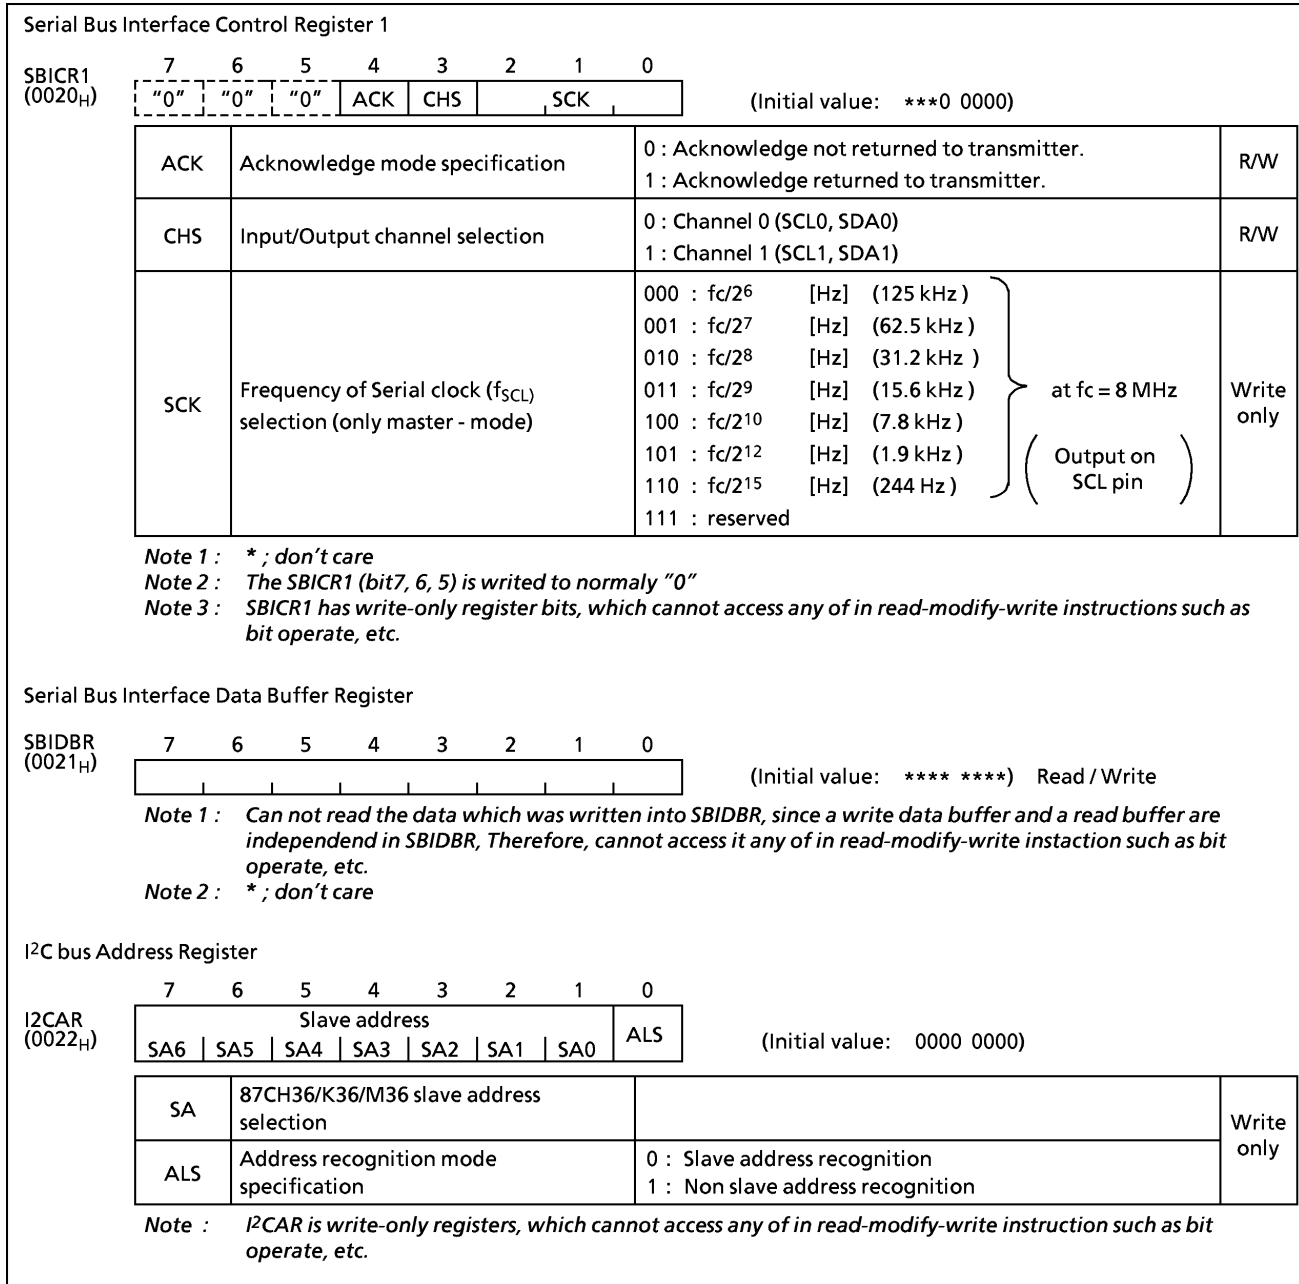 Serial Bus Interface Control Register 1
7 6 5 4 3 2 1 0
SBICR1
(0020H)
"0" "0" "0" ACK CHS SCK (Initial value: ***0 0000)
ACK Acknowledge mode specification 0 : Acknowledge not returned to transmitter. R/W
1 : Acknowledge returned to transmitter.
CHS Input/Output channel selection 0 : Channel 0 (SCL0, SDA0) R/W
1 : Channel 1 (SCL1, SDA1)
000 : fc/2⁶ [Hz] (125 kHz )
001 : fc/2⁷ [Hz] (62.5 kHz )
010 : fc/2⁸ [Hz] (31.2 kHz )
SCK Frequency of Serial clock (fSCL) 011 : fc/2⁹ [Hz] (15.6 kHz ) at fc = 8 MHz Write
selection (only master - mode) 100 : fc/2¹⁰ [Hz] (7.8 kHz ) only
101 : fc/2¹² [Hz] (1.9 kHz ) Output on
110 : fc/2¹⁵ [Hz] (244 Hz ) SCL pin
111 : reserved
Note 1 : * ; don't care
Note 2 : The SBICR1 (bit7, 6, 5) is writed to normaly "0"
Note 3 : SBICR1 has write-only register bits, which cannot access any of in read-modify-write instructions such as
bit operate, etc.
Serial Bus Interface Data Buffer Register
SBIDBR 7 6 5 4 3 2 1 0
(0021H)
(Initial value: **** ****) Read / Write
Note 1 : Can not read the data which was written into SBIDBR, since a write data buffer and a read buffer are
independend in SBIDBR, Therefore, cannot access it any of in read-modify-write instaction such as bit
operate, etc.
Note 2 : * ; don't care
I²C bus Address Register
7 6 5 4 3 2 1 0
I2CAR Slave address ALS
(0022H) SA6 SA5 SA4 SA3 SA2 SA1 SA0 (Initial value: 0000 0000)
SA 87CH36/K36/M36 slave address
selection Write
only
ALS Address recognition mode 0 : Slave address recognition
specification 1 : Non slave address recognition
Note : I²CAR is write-only registers, which cannot access any of in read-modify-write instruction such as bit
operate, etc.